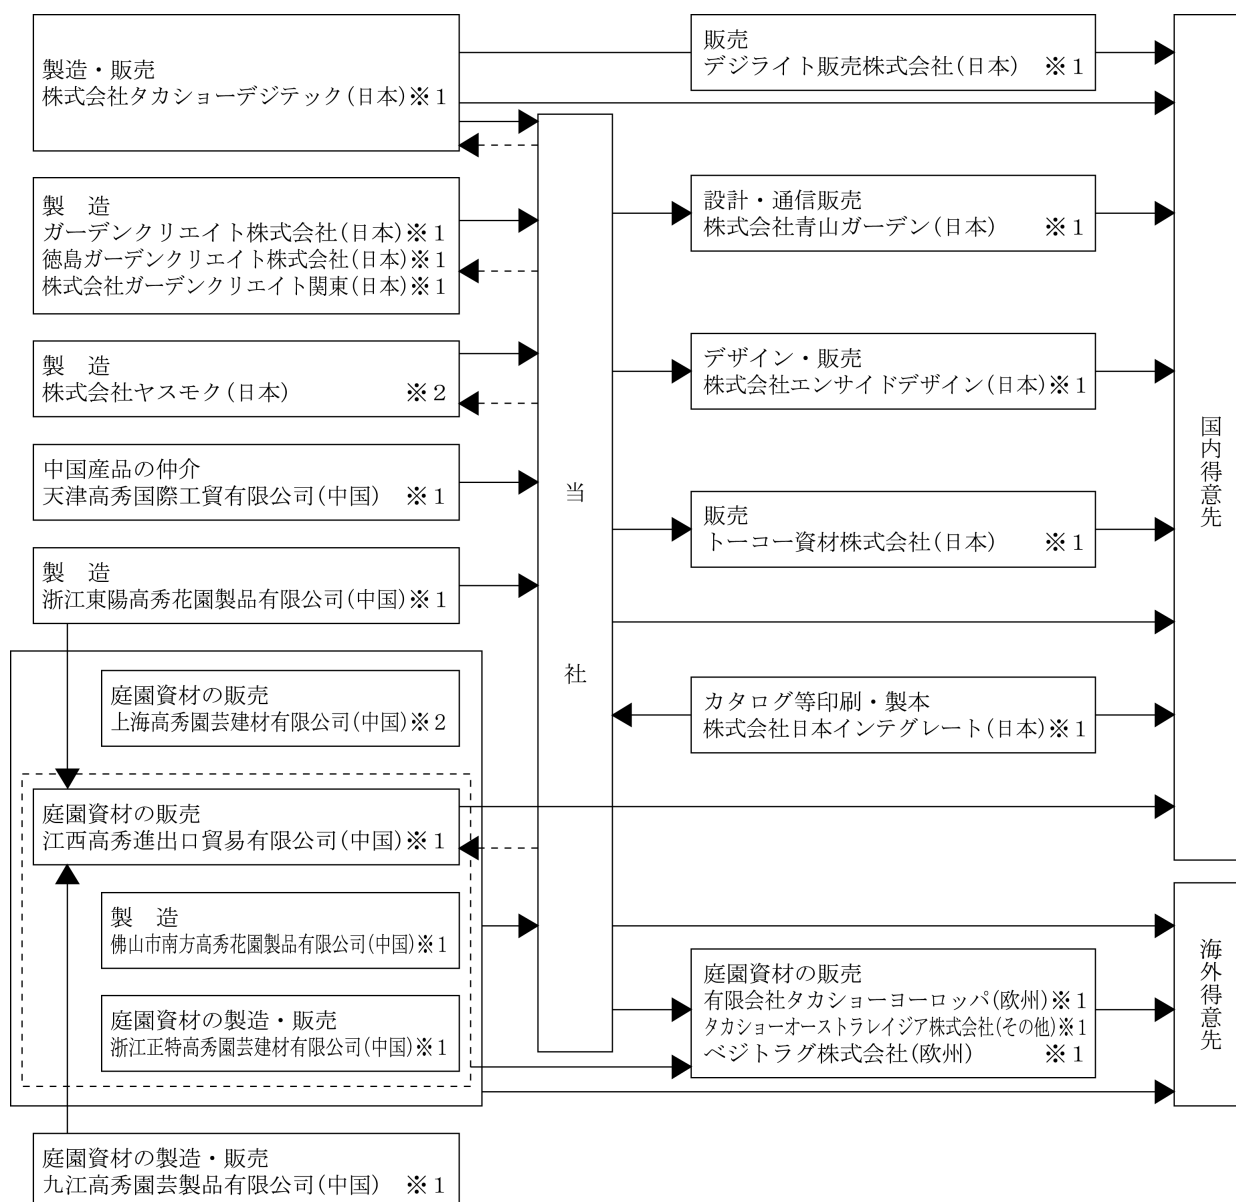 製造・販売
株式会社タカショーデジテック(日本)※1
製　造
ガーデンクリエイト株式会社(日本)※1
徳島ガーデンクリエイト株式会社(日本)※1
株式会社ガーデンクリエイト関東(日本)※1
製　造
株式会社ヤスモク(日本)　※2
中国産品の仲介
天津高秀国際工貿有限公司(中国)　※1
製　造
浙江東陽高秀花園製品有限公司(中国)※1
庭園資材の販売
上海高秀園芸建材有限公司(中国)※2
庭園資材の販売
江西高秀進出口貿易有限公司(中国)※1
製　造
佛山市南方高秀花園製品有限公司(中国)※1
庭園資材の製造・販売
浙江正特高秀園芸建材有限公司(中国)※1
庭園資材の製造・販売
九江高秀園芸製品有限公司(中国)　※1
当社
販売
デジライト販売株式会社(日本)　※1
設計・通信販売
株式会社青山ガーデン(日本)　※1
デザイン・販売
株式会社エンサイドデザイン(日本)※1
販売
トーコー資材株式会社(日本)　※1
カタログ等印刷・製本
株式会社日本インテグレート(日本)※1
庭園資材の販売
有限会社タカショーヨーロッパ(欧州)※1
タカショーオーストラレイジア株式会社(その他)※1
ベジトラグ株式会社(欧州)　※1
国内得意先
海外得意先